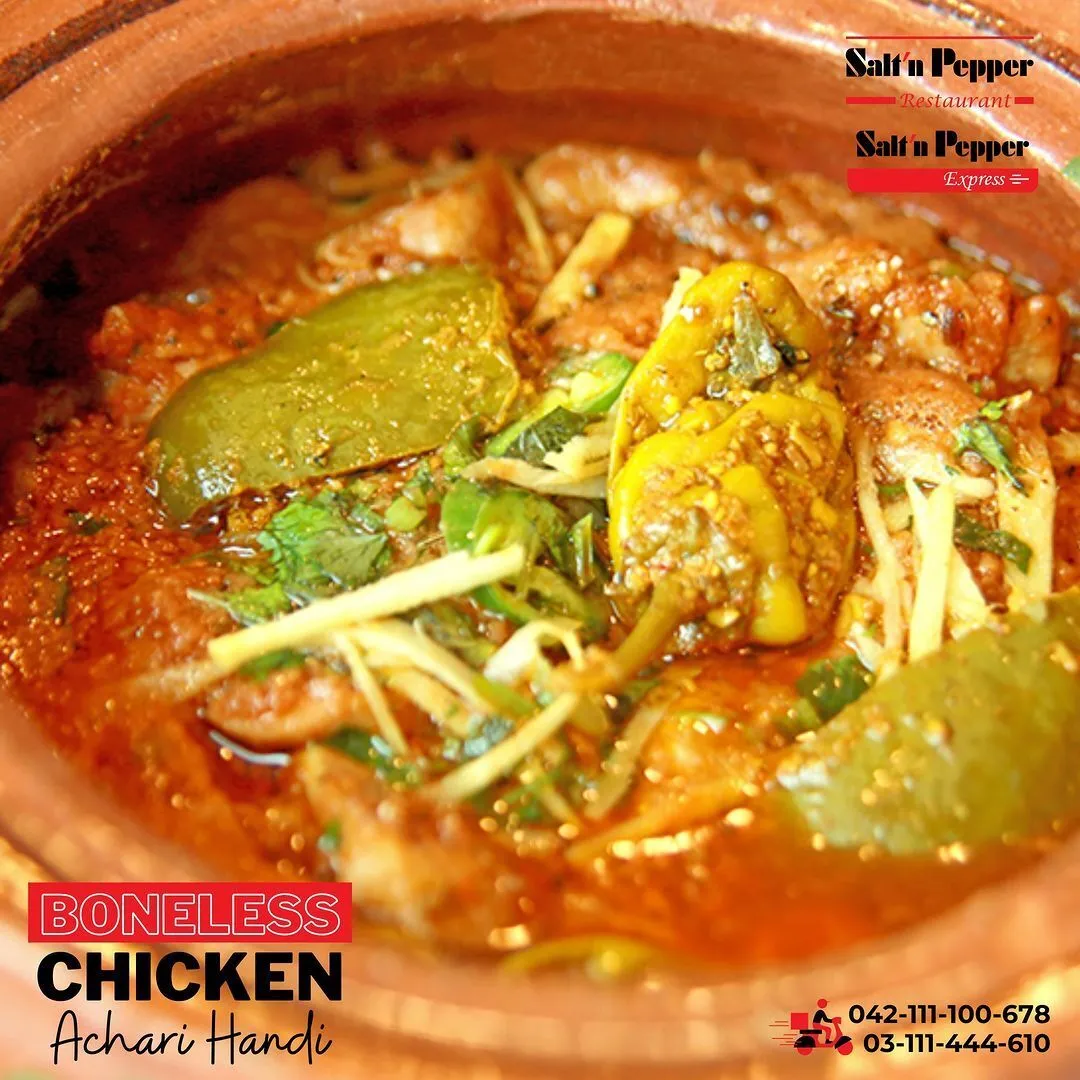 Salt'n Pepper
Restaurant
Salt'n Pepper
Express
BONELESS
CHICKEN
Achari Handi
042-111-100-678
03-111-444-610